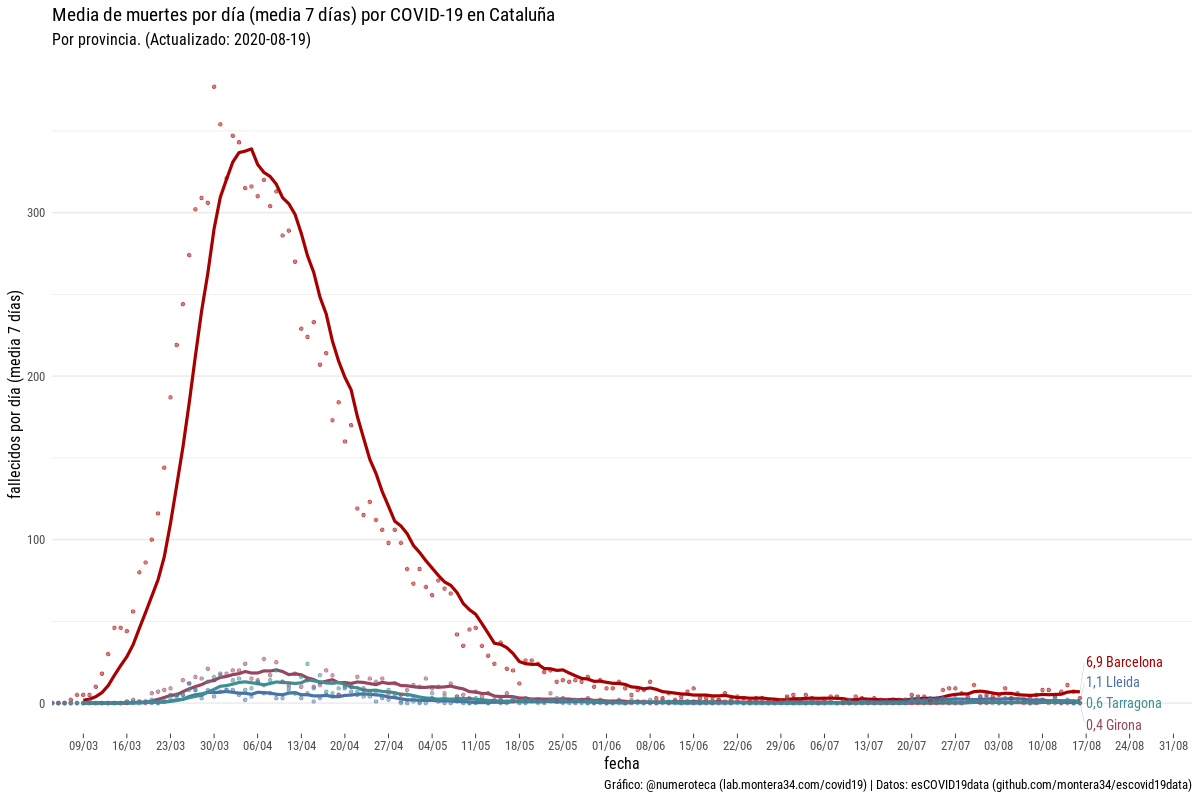 Media de muertes por día (media 7 días) por COVID-19 en Cataluña
Por provincia. (Actualizado: 2020-08-19)
fallecidos por día (media 7 días)
300
200
100
0
6,9 Barcelona
1,1 Lleida
0,6 Tarragona
0,4 Girona
09/03 16/03 23/03 30/03 06/04 13/04 20/04 27/04 04/05 11/05 18/05 25/05 01/06 08/06 15/06 22/06 29/06 06/07 13/07 20/07 27/07 03/08 10/08 17/08 24/08 31/08
fecha
Gráfico: @numeroteca (lab.montera34.com/covid19) | Datos: esCOVID19data (github.com/montera34/escovid19data)